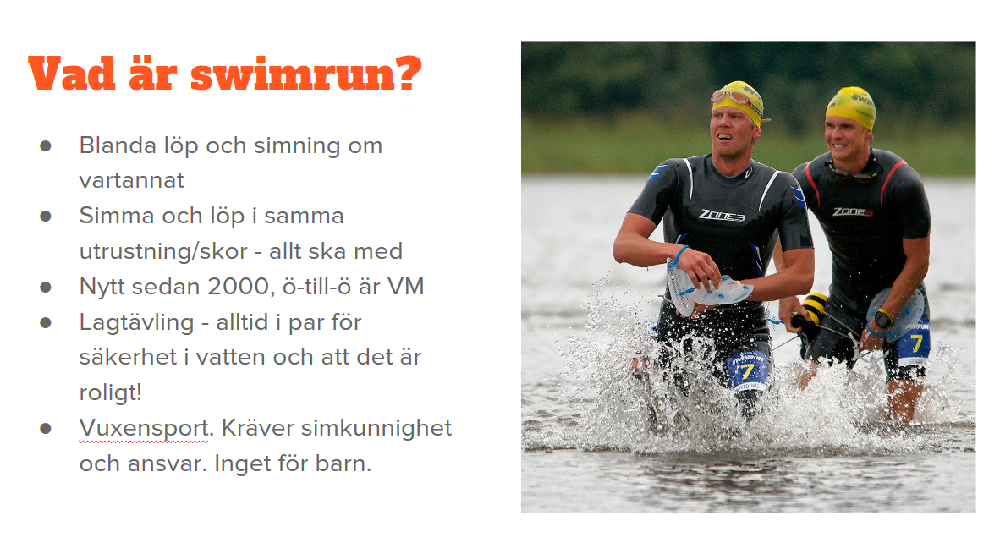 Vad är swimrun?
● Blanda löp och simning om
vartannat
● Simma och löp i samma
utrustning/skor - allt ska med
● Nytt sedan 2000, ö-till-ö är VM
● Lagtävling - alltid i par för
säkerhet i vatten och att det är
roligt!
● Vuxensport. Kräver simkunnighet
och ansvar. Inget för barn.
ZONE3
ZONE3
SWIMRUN
7
7